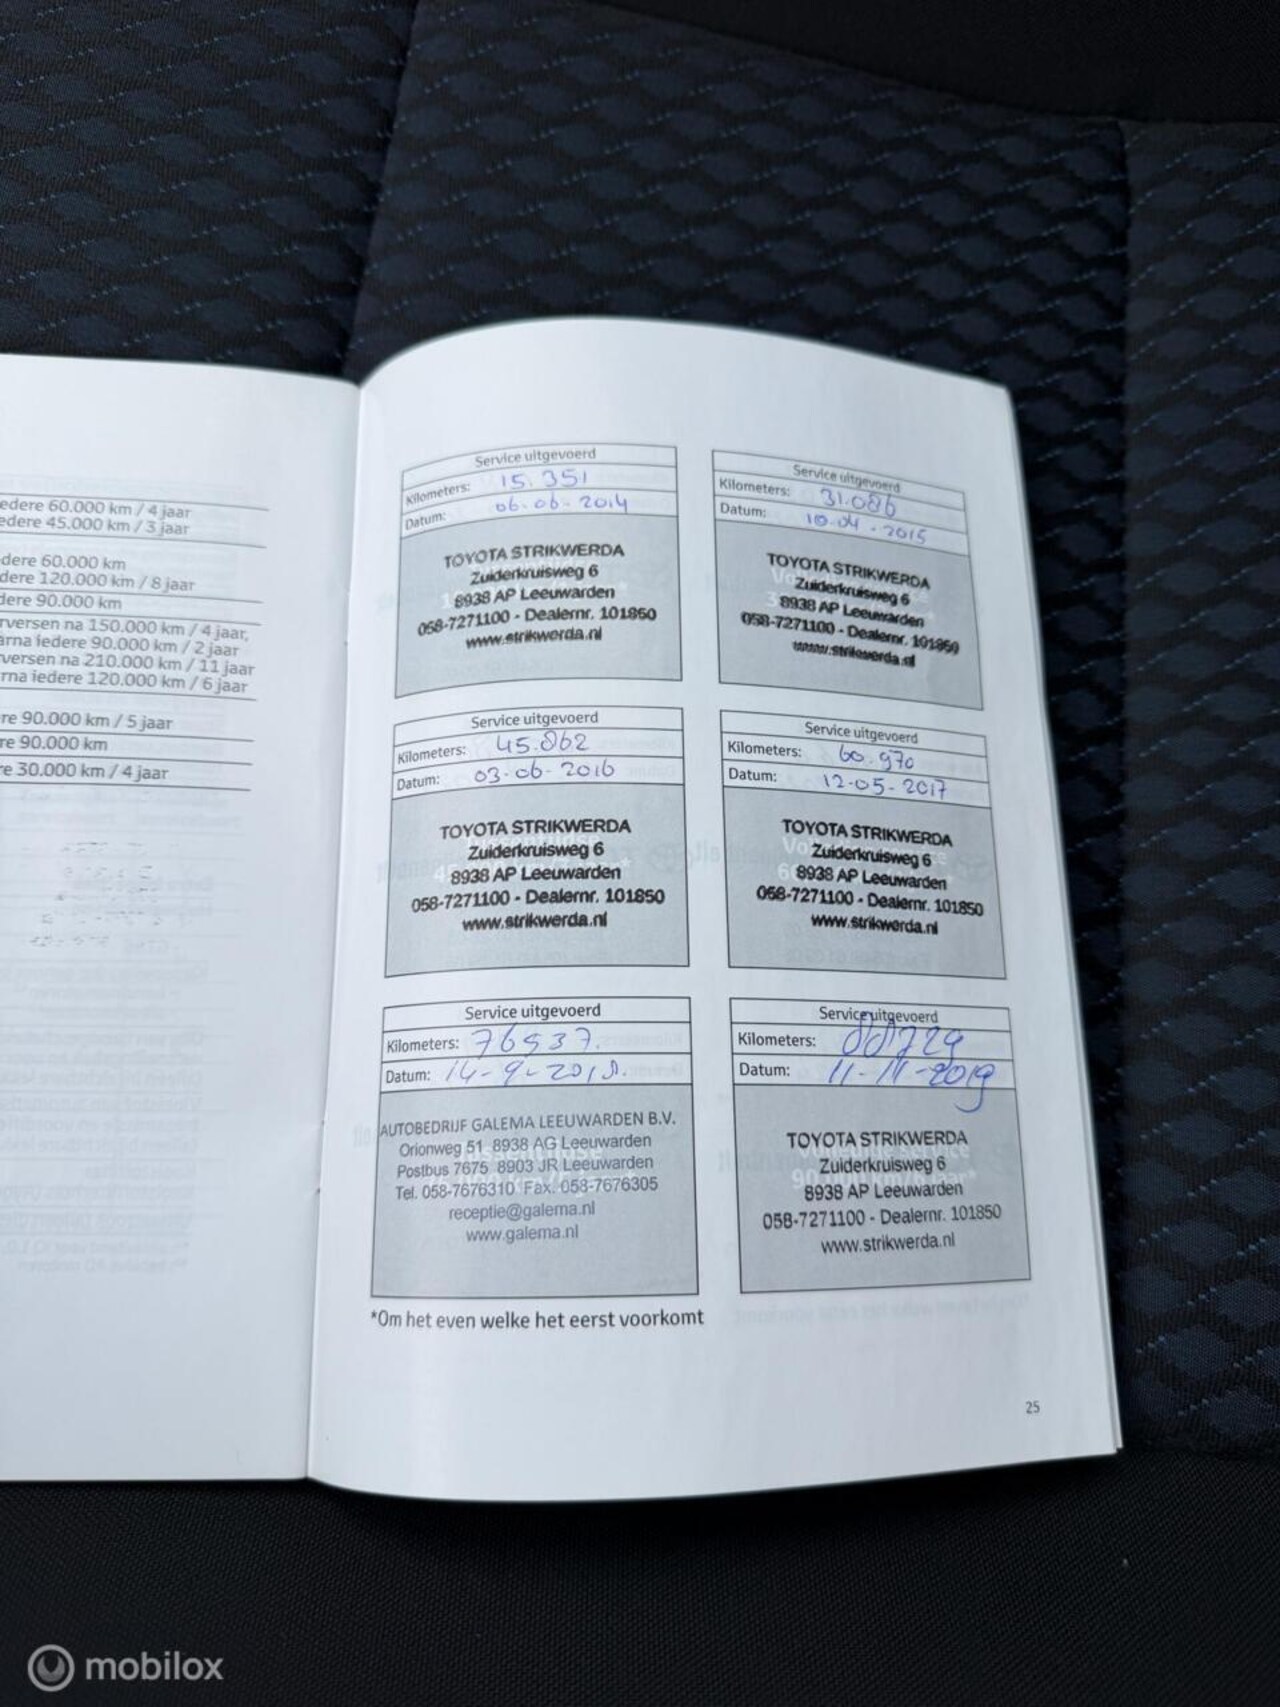 edere 60.000 km / 4 jaar
edere 45.000 km / 3 jaar
dere 60.000 km
dere 120.000 km / 8 jaar
dere 90.000 km
rversen na 150.000 km / 4 jaar,
arna iedere 90.000 km / 2 jaar
rversen na 210.000 km / 11 jaar
rna iedere 120.000 km / 6 jaar
re 90.000 km / 5 jaar
re 90.000 km
re 30.000 km / 4 jaar
Service uitgevoerd
Kilometers: 15.351
Datum: 06-06-2014
TOYOTA STRIKWERDA
Zuiderkruisweg 6
8938 AP Leeuwarden
058-7271100 - Dealernr. 101850
www.strikwerda.nl
Service uitgevoerd
Kilometers: 31.086
Datum: 10-04-2015
TOYOTA STRIKWERDA
Zuiderkruisweg 6
8938 AP Leeuwarden
058-7271100 - Dealernr. 101850
www.strikwerda.nl
Service uitgevoerd
Kilometers: 45.862
Datum: 03-06-2016
TOYOTA STRIKWERDA
Zuiderkruisweg 6
8938 AP Leeuwarden
058-7271100 - Dealernr. 101850
www.strikwerda.nl
Service uitgevoerd
Kilometers: 60.970
Datum: 12-05-2017
TOYOTA STRIKWERDA
Zuiderkruisweg 6
8938 AP Leeuwarden
058-7271100 - Dealernr. 101850
www.strikwerda.nl
Service uitgevoerd
Kilometers: 76937.
Datum: 14-9-2018.
AUTOBEDRIJF GALEMA LEEUWARDEN B.V.
Orionweg 51 8938 AG Leeuwarden
Postbus 7675 8903 JR Leeuwarden
Tel. 058-7676310 Fax. 058-7676305
receptie@galema.nl
www.galema.nl
Service uitgevoerd
Kilometers: 88729
Datum: 11-11-2019
TOYOTA STRIKWERDA
Zuiderkruisweg 6
8938 AP Leeuwarden
058-7271100 - Dealernr. 101850
www.strikwerda.nl
*Om het even welke het eerst voorkomt
25
mobilox